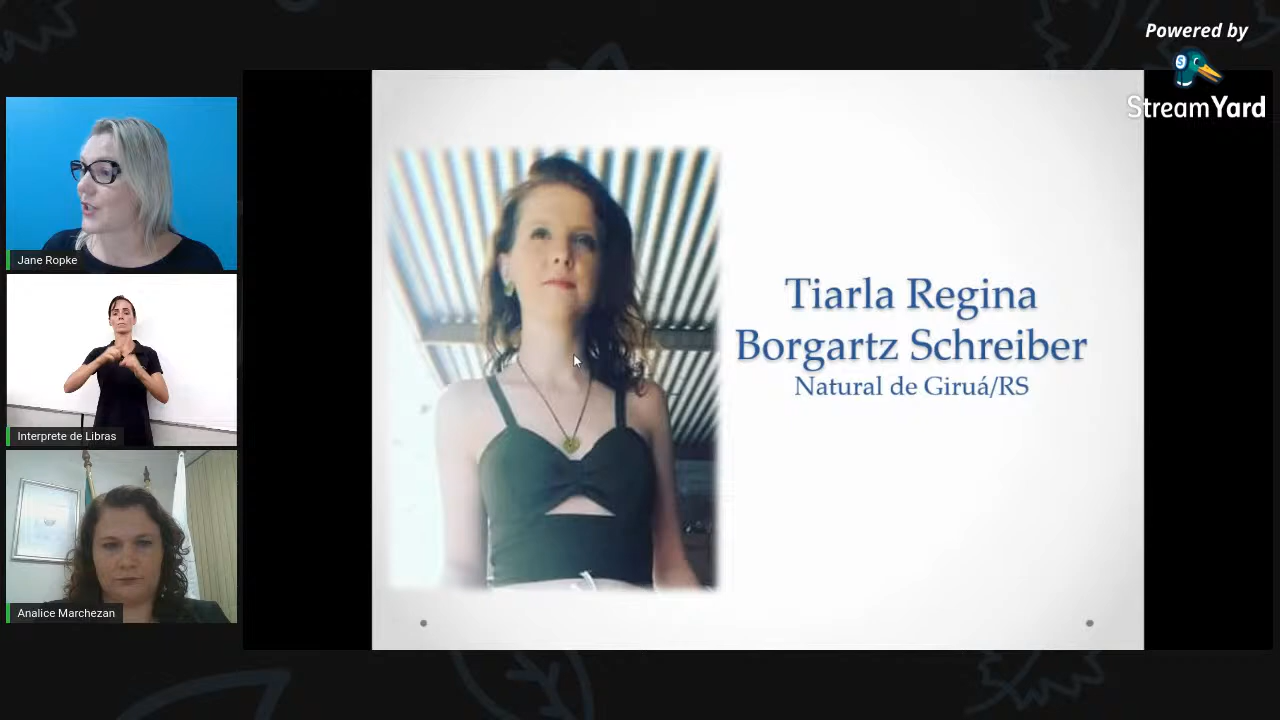 Powered by
StreamYard
Jane Ropke
Interprete de Libras
Analice Marchezan
Tiarla Regina
Borgartz Schreiber
Natural de Giruá/RS